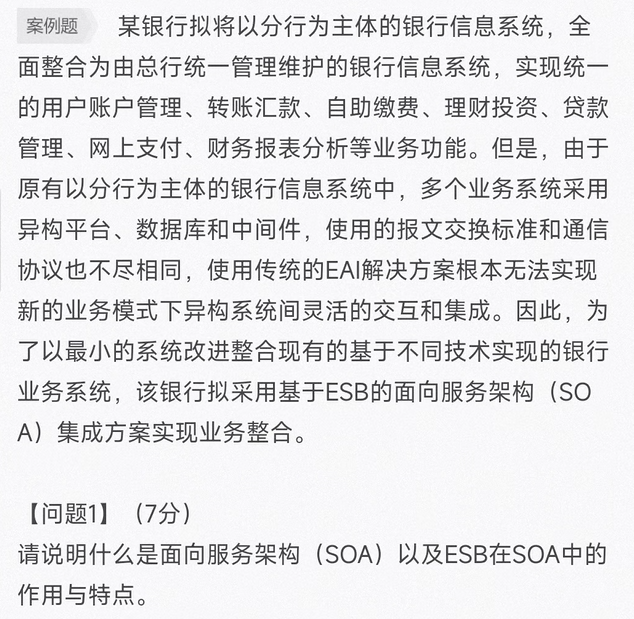 案例题 某银行拟将以分行为主体的银行信息系统，全
面整合为由总行统一管理维护的银行信息系统，实现统一
的用户账户管理、转账汇款、自助缴费、理财投资、贷款
管理、网上支付、财务报表分析等业务功能。但是，由于
原有以分行为主体的银行信息系统中，多个业务系统采用
异构平台、数据库和中间件，使用的报文交换标准和通信
协议也不尽相同，使用传统的EAI解决方案根本无法实现
新的业务模式下异构系统间灵活的交互和集成。因此，为
了以最小的系统改进整合现有的基于不同技术实现的银行
业务系统，该银行拟采用基于ESB的面向服务架构（SO
A）集成方案实现业务整合。
【问题1】（7分）
请说明什么是面向服务架构（SOA）以及ESB在SOA中的
作用与特点。